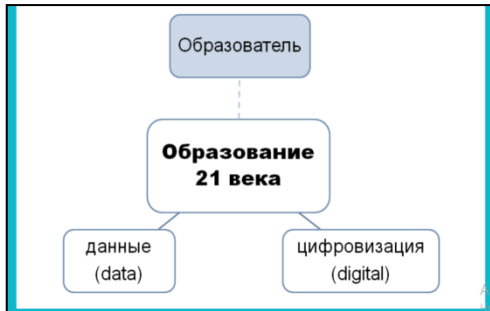 Образователь
Образование
21 века
данные
(data)
цифровизация
(digital)